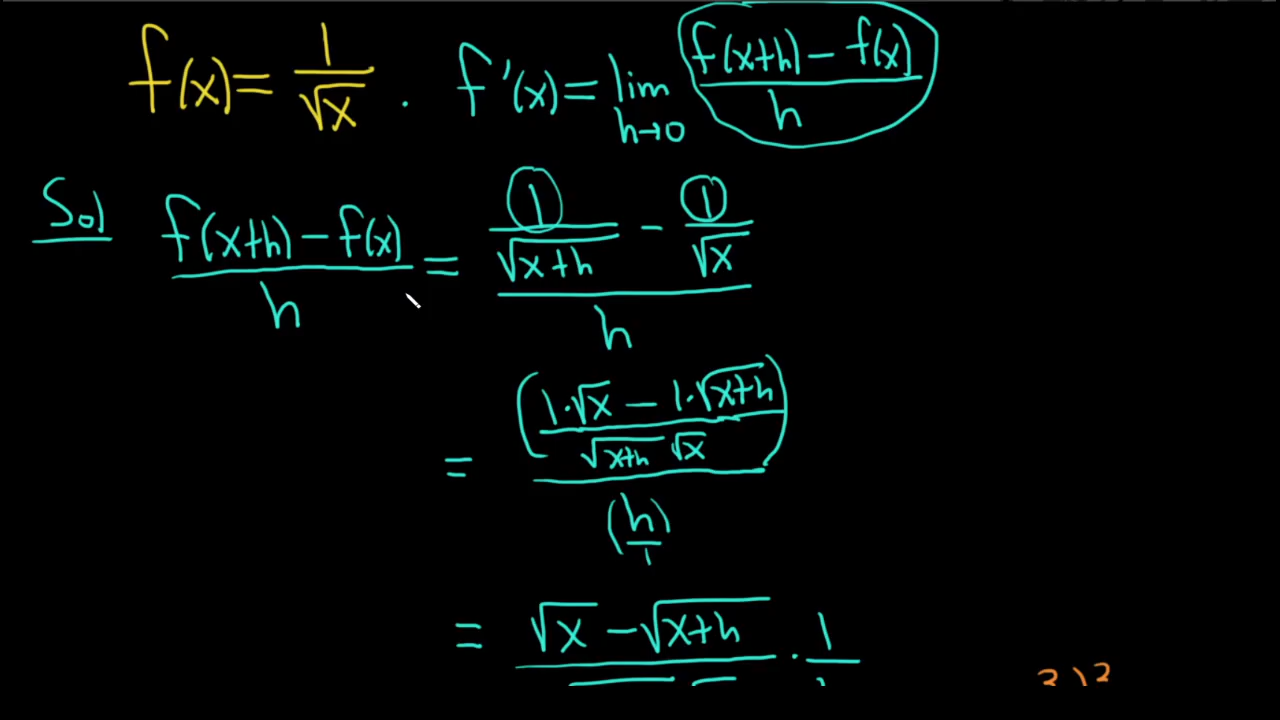 f(x) = 1/√x . f'(x) = lim h→0 (f(x+h) − f(x))/h
Sol (f(x+h) − f(x))/h = (1/√(x+h) − 1/√x)/h
= ((1·√x − 1·√(x+h))/(√(x+h) √x))/(h/1)
= (√x − √(x+h))/ · 1/